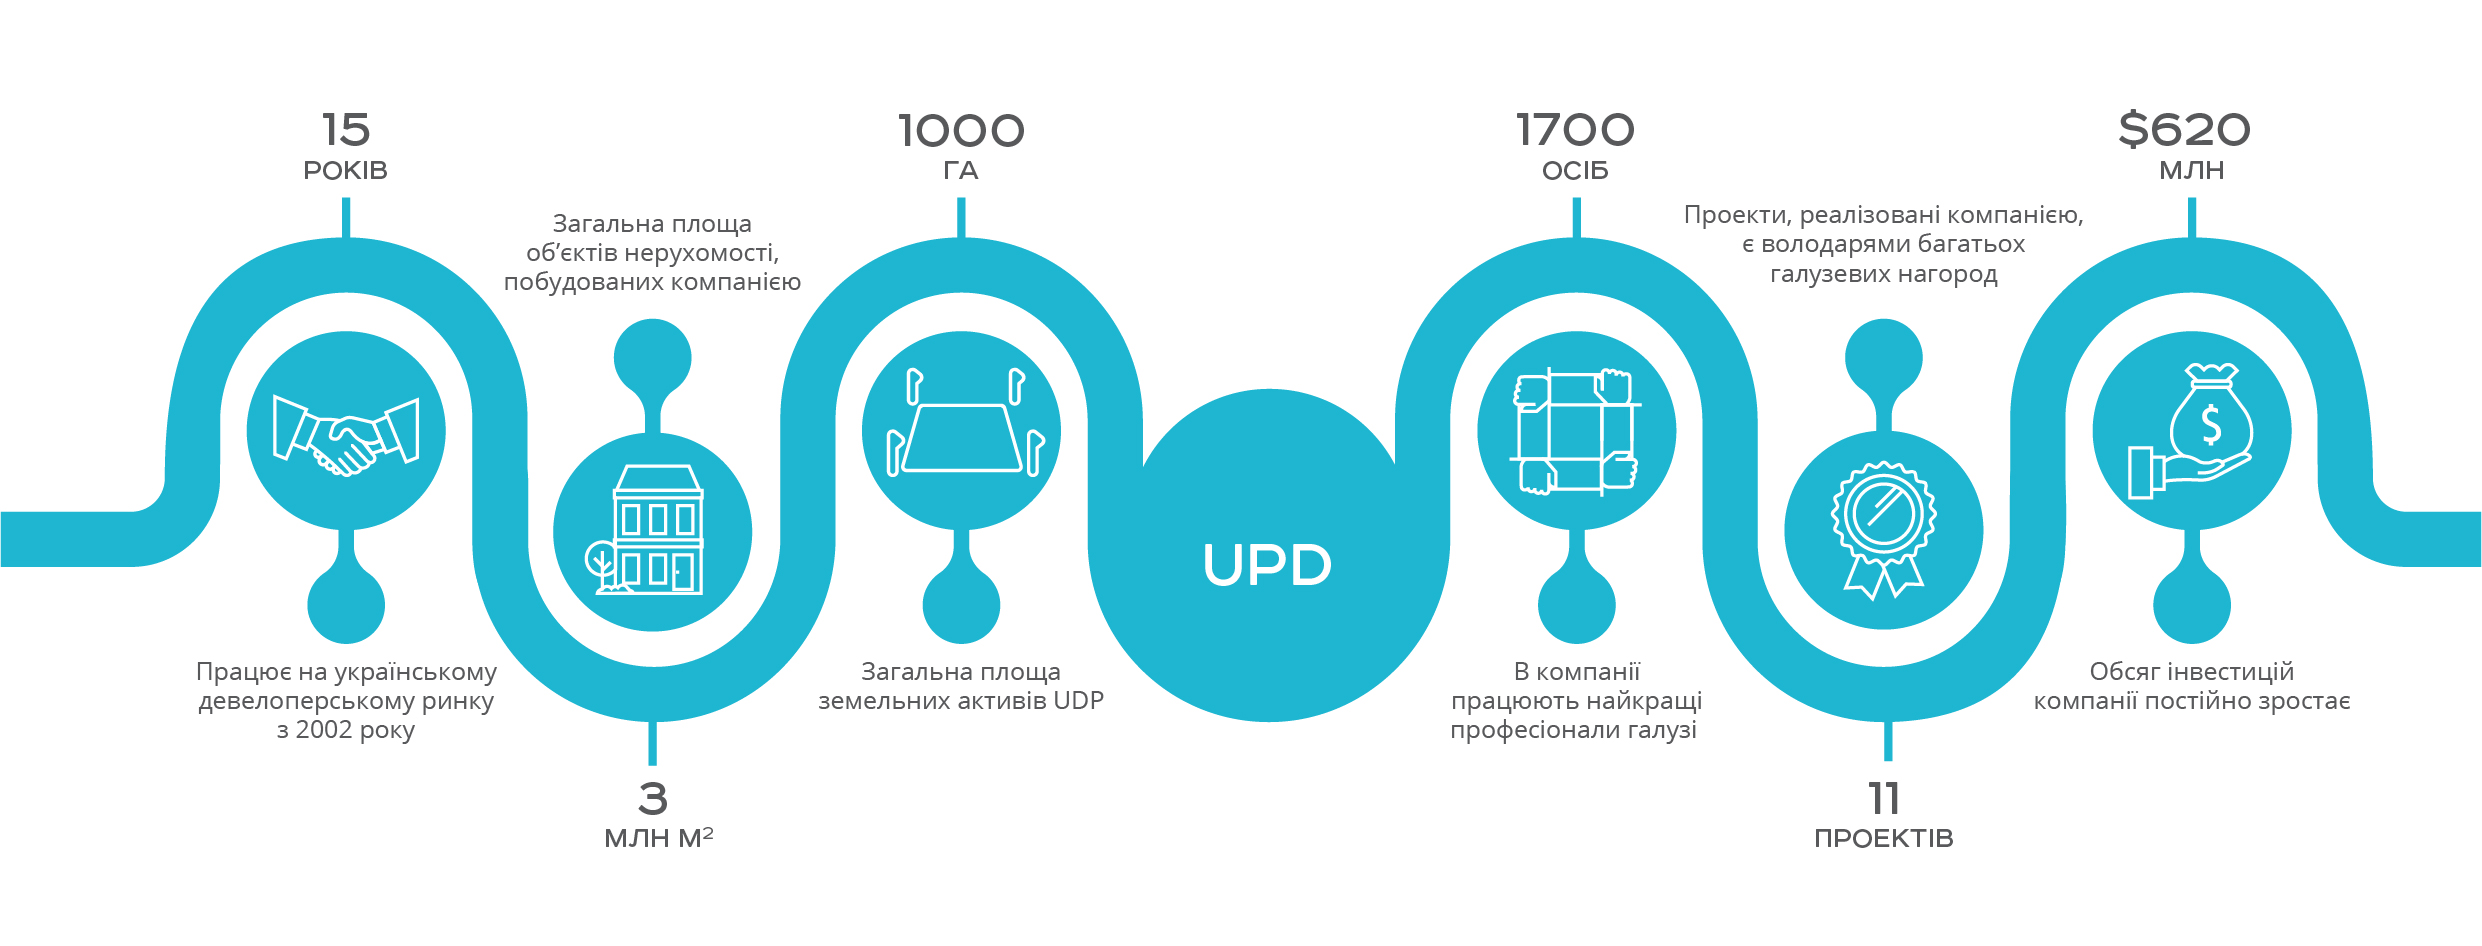 15
РОКІВ
Працює на українському
девелоперському ринку
з 2002 року
Загальна площа
об’єктів нерухомості,
побудованих компанією
3
МЛН М²
1000
ГА
Загальна площа
земельних активів UDP
UPD
1700
ОСІБ
В компанії
працюють найкращі
професіонали галузі
Проекти, реалізовані компанією,
є володарями багатьох
галузевих нагород
11
ПРОЕКТІВ
$620
МЛН
$
Обсяг інвестицій
компанії постійно зростає